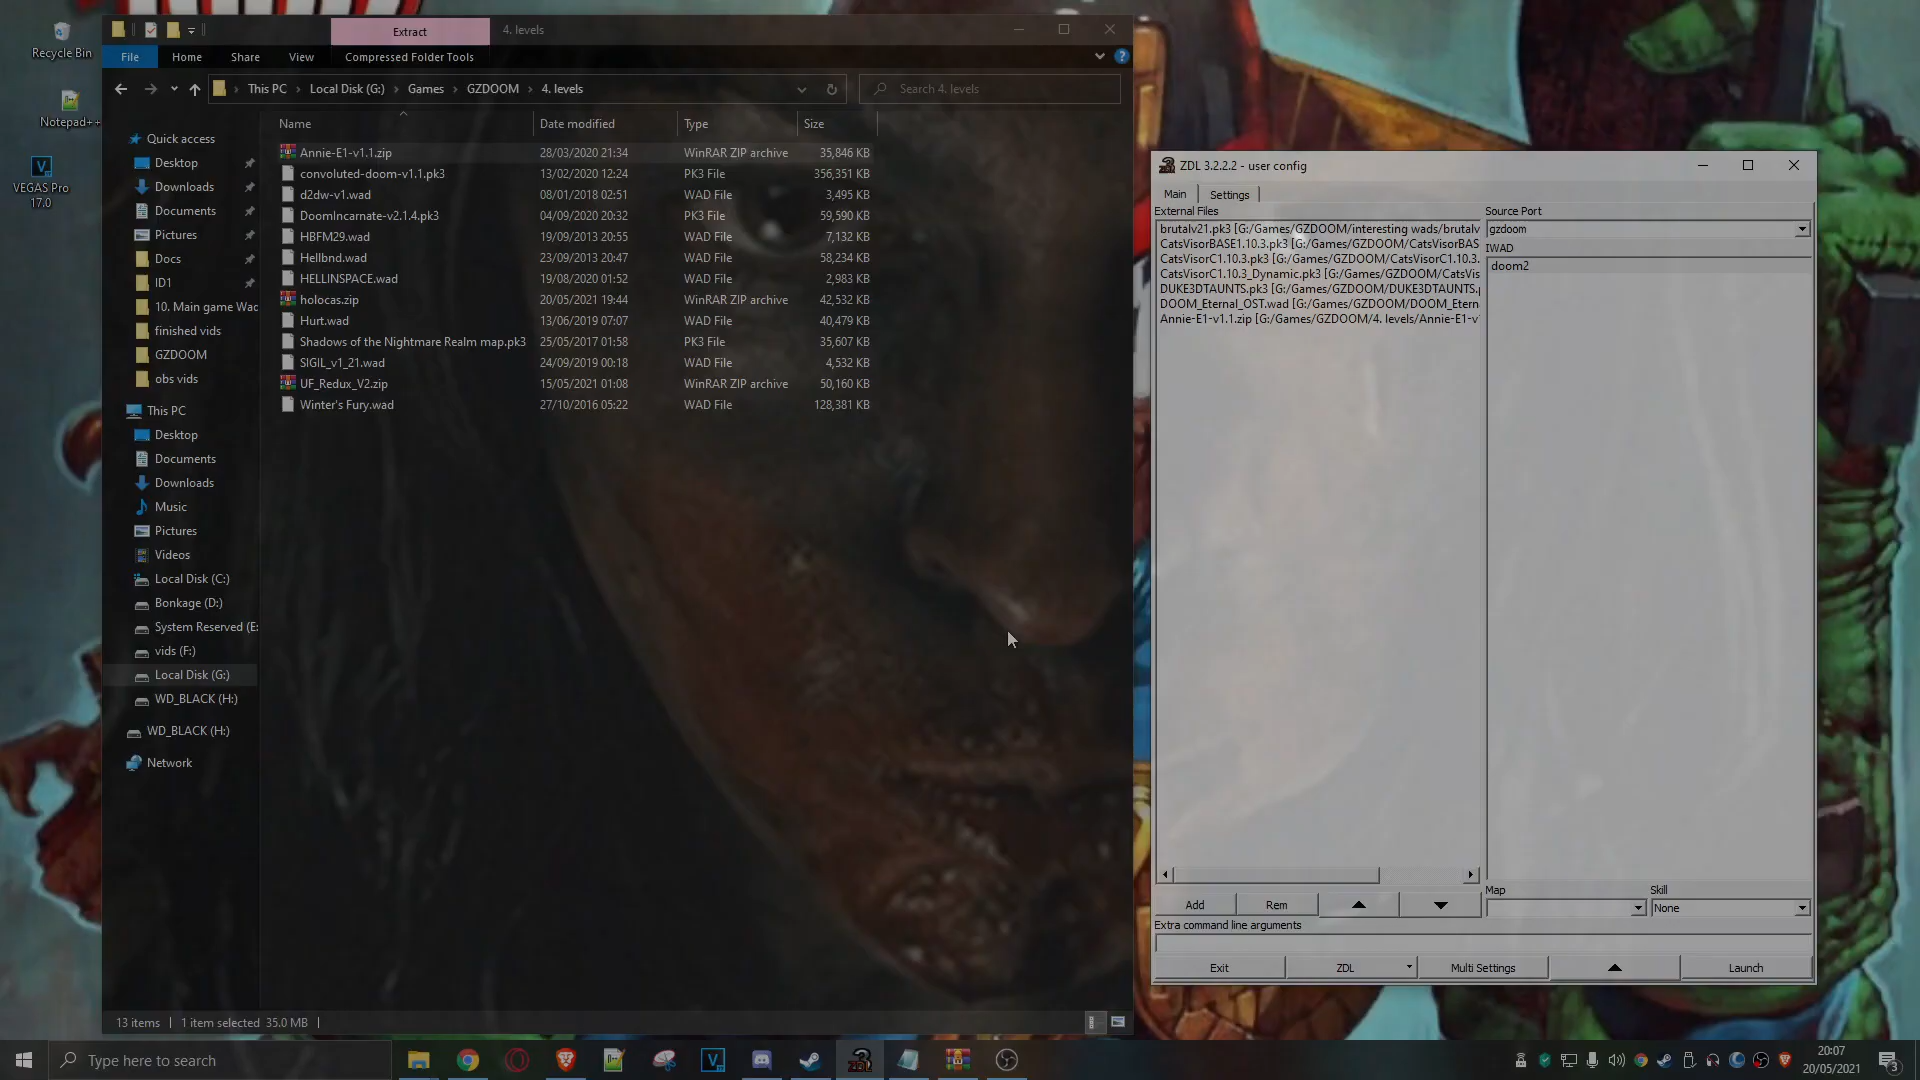 Recycle Bin
Notepad++
VEGAS Pro
17.0
Extract
4. levels
File
Home
Share
View
Compressed Folder Tools
This PC
Local Disk (G:)
Games
GZDOOM
4. levels
Search 4. levels
Name
Date modified
Type
Size
Quick access
Desktop
Downloads
Documents
Pictures
Docs
ID1
10. Main game Wad
finished vids
GZDOOM
obs vids
This PC
Desktop
Documents
Downloads
Music
Pictures
Videos
Local Disk (C:)
Bonkage (D:)
System Reserved (E:
vids (F:)
Local Disk (G:)
WD_BLACK (H:)
WD_BLACK (H:)
Network
Annie-E1-v1.1.zip 28/03/2020 21:34 WinRAR ZIP archive 35,846 KB
convoluted-doom-v1.1.pk3 13/02/2020 12:24 PK3 File 356,351 KB
d2dw-v1.wad 08/01/2018 02:51 WAD File 3,495 KB
DoomIncarnate-v2.1.4.pk3 04/09/2020 20:32 PK3 File 59,590 KB
HBFM29.wad 19/09/2013 20:55 WAD File 7,132 KB
Hellbnd.wad 23/09/2013 20:47 WAD File 58,234 KB
HELLINSPACE.wad 19/08/2020 01:52 WAD File 2,983 KB
holocas.zip 20/05/2021 19:44 WinRAR ZIP archive 42,532 KB
Hurt.wad 13/06/2019 07:07 WAD File 40,479 KB
Shadows of the Nightmare Realm map.pk3 25/05/2017 01:58 PK3 File 35,607 KB
SIGIL_v1_21.wad 24/09/2019 00:18 WAD File 4,532 KB
UF_Redux_V2.zip 15/05/2021 01:08 WinRAR ZIP archive 50,160 KB
Winter's Fury.wad 27/10/2016 05:22 WAD File 128,381 KB
13 items
1 item selected 35.0 MB
ZDL 3.2.2.2 - user config
Main
Settings
External Files
brutalv21.pk3 [G:/Games/GZDOOM/interesting wads/brutalv
CatsVisorBASE1.10.3.pk3 [G:/Games/GZDOOM/CatsVisorBAS
CatsVisorC1.10.3.pk3 [G:/Games/GZDOOM/CatsVisorC1.10.3.
CatsVisorC1.10.3_Dynamic.pk3 [G:/Games/GZDOOM/CatsVis
DUKE3DTAUNTS.pk3 [G:/Games/GZDOOM/DUKE3DTAUNTS.p
DOOM_Eternal_OST.wad [G:/Games/GZDOOM/DOOM_Etern
Annie-E1-v1.1.zip [G:/Games/GZDOOM/4. levels/Annie-E1-v
Source Port
gzdoom
IWAD
doom2
Add
Rem
Map
Skill
None
Extra command line arguments
Exit
ZDL
Multi Settings
Launch
Type here to search
ZDL
20:07
20/05/2021
3